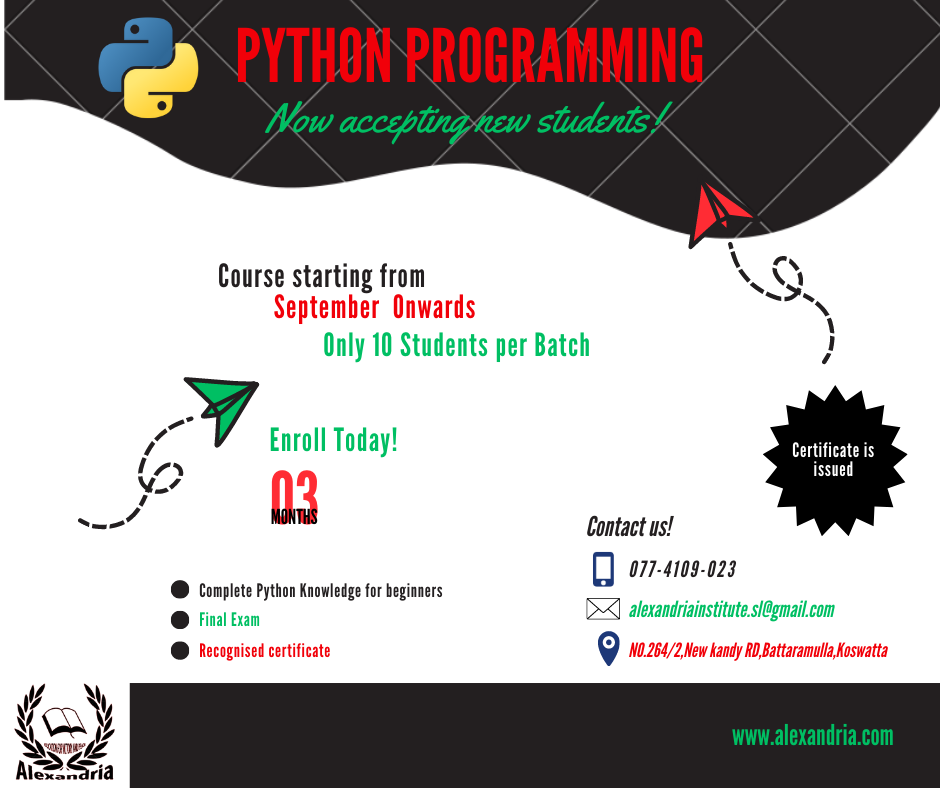 PYTHON PROGRAMMING
Now accepting new students!
Course starting from
September Onwards
Only 10 Students per Batch
Enroll Today!
03
MONTHS
Certificate is
issued
Complete Python Knowledge for beginners
Final Exam
Recognised certificate
Contact us!
077-4109-023
alexandriainstitute.sl@gmail.com
NO.264/2,New kandy RD,Battaramulla,Koswatta
Alexandria
www.alexandria.com